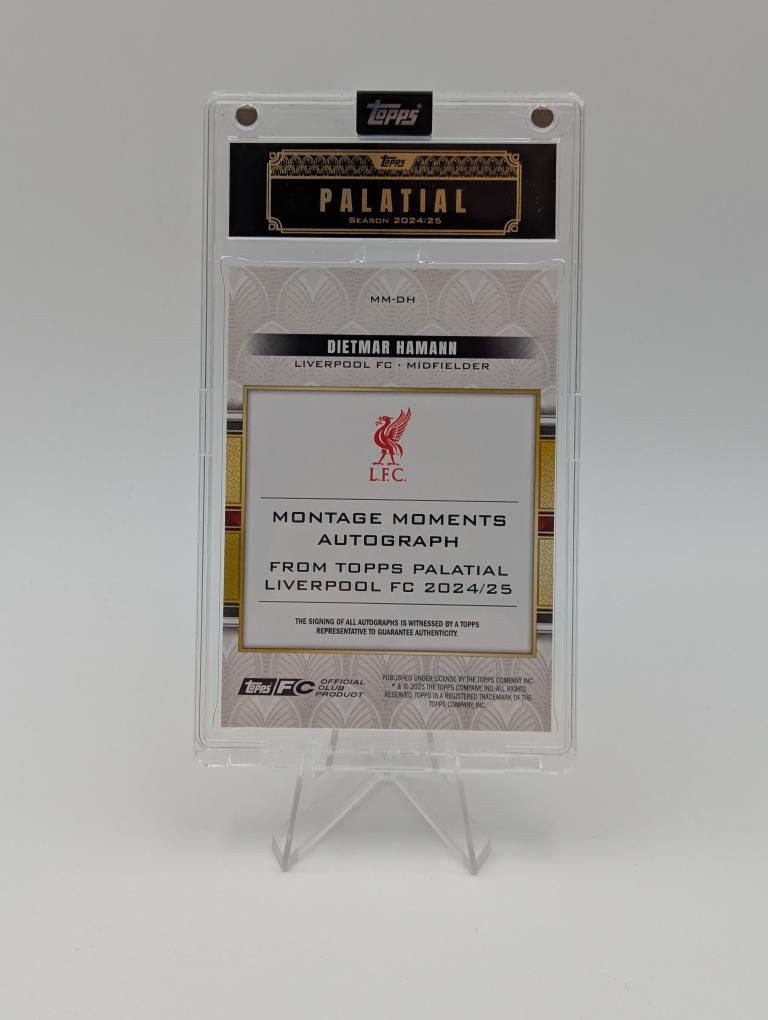 Topps
Topps
PALATIAL
SEASON 2024/25
MM-DH
DIETMAR HAMANN
LIVERPOOL FC · MIDFIELDER
L.F.C.
MONTAGE MOMENTS
AUTOGRAPH
FROM TOPPS PALATIAL
LIVERPOOL FC 2024/25
THE SIGNING OF ALL AUTOGRAPHS IS WITNESSED BY A TOPPS
REPRESENTATIVE TO GUARANTEE AUTHENTICITY.
Topps FC OFFICIAL
CLUB
PRODUCT
PUBLISHED UNDER LICENSE BY THE TOPPS COMPANY INC.
® & © 2025 THE TOPPS COMPANY, INC. ALL RIGHTS
RESERVED. TOPPS IS A REGISTERED TRADEMARK OF THE
TOPPS COMPANY, INC.